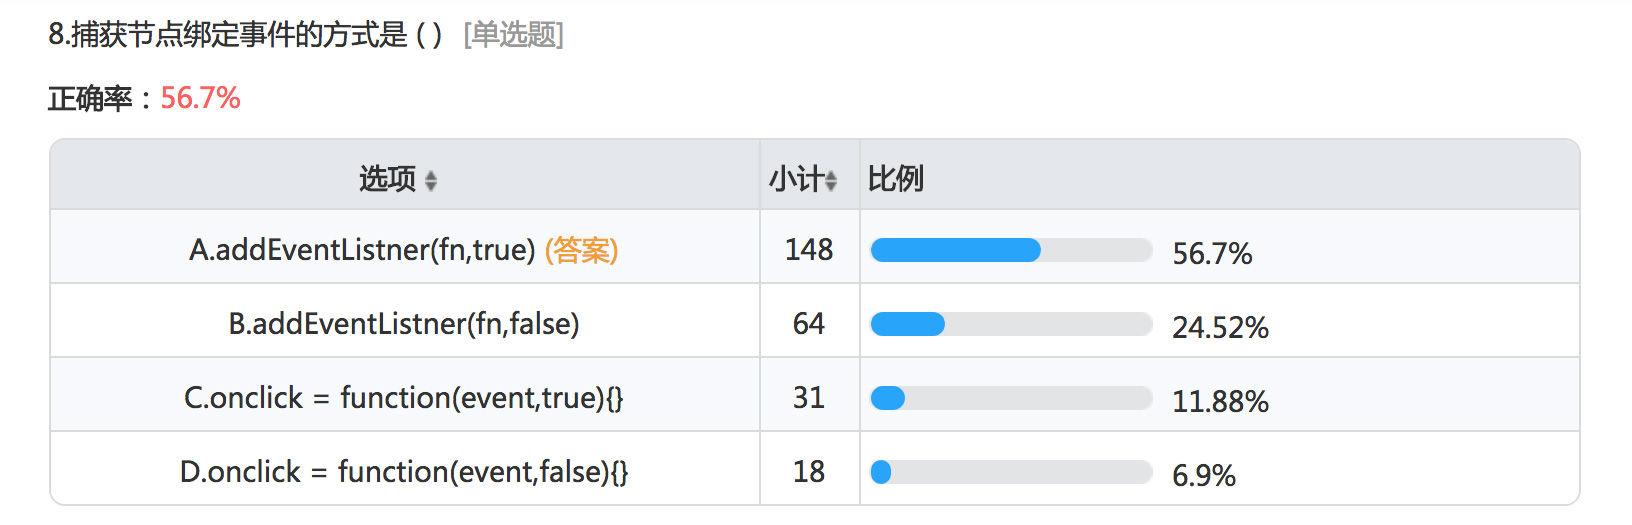 8.捕获节点绑定事件的方式是 ( ) [单选题]
正确率：56.7%
选项 小计 比例
A.addEventListner(fn,true) (答案) 148 56.7%
B.addEventListner(fn,false) 64 24.52%
C.onclick = function(event,true){} 31 11.88%
D.onclick = function(event,false){} 18 6.9%